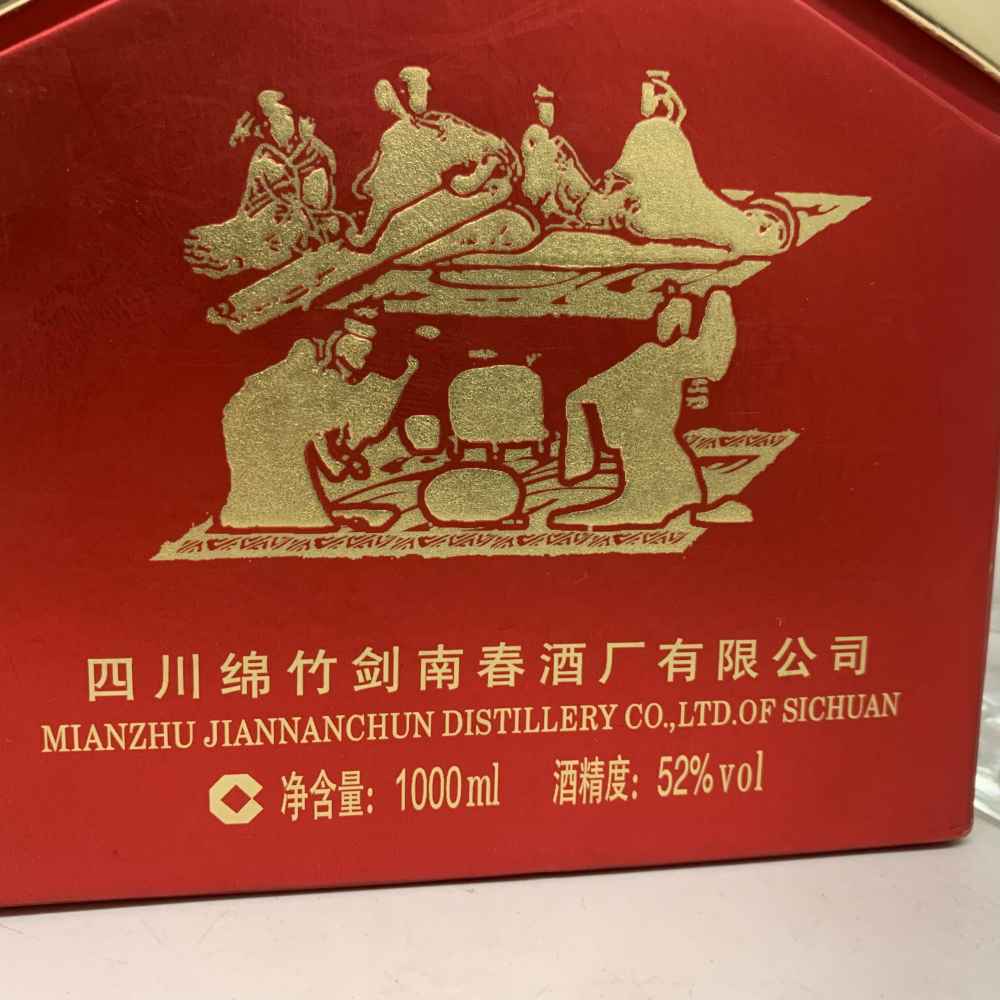 四川绵竹剑南春酒厂有限公司
MIANZHU JIANNANCHUN DISTILLERY CO.,LTD.OF SICHUAN
净含量：1000ml 酒精度：52%vol